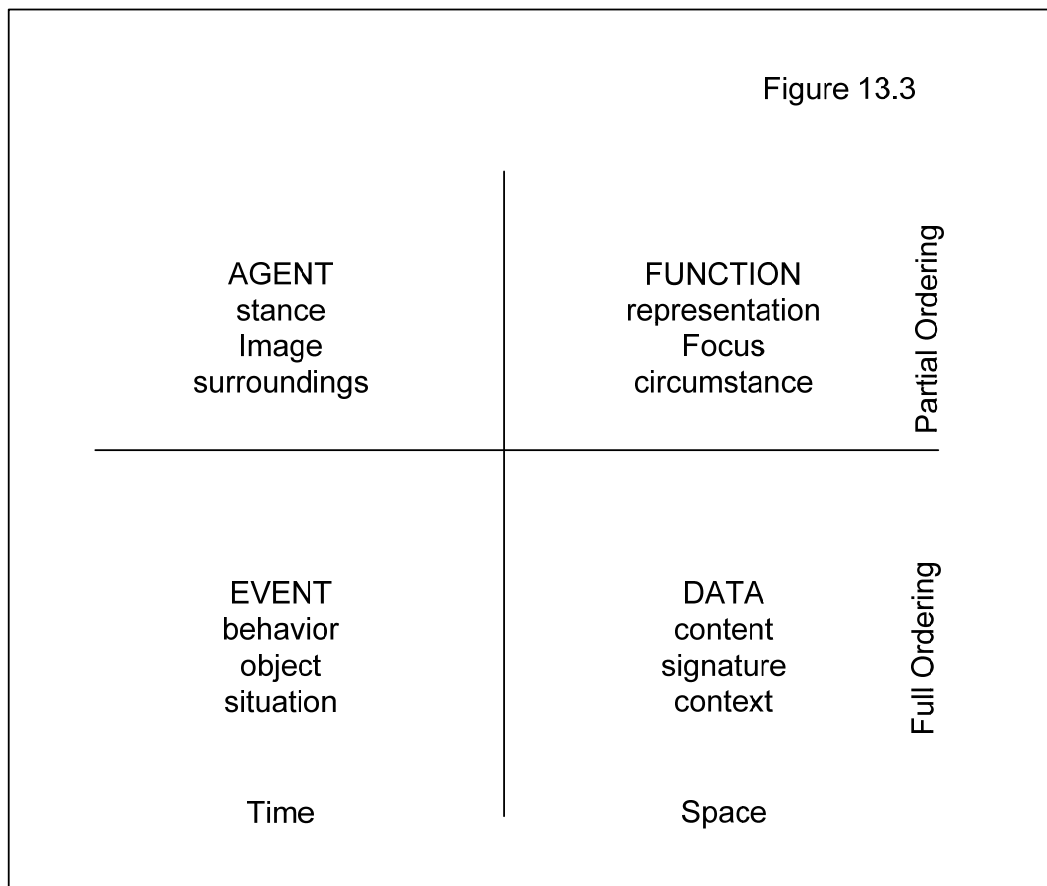 Figure 13.3
AGENT
stance
Image
surroundings
FUNCTION
representation
Focus
circumstance
Partial Ordering
EVENT
behavior
object
situation
DATA
content
signature
context
Full Ordering
Time
Space